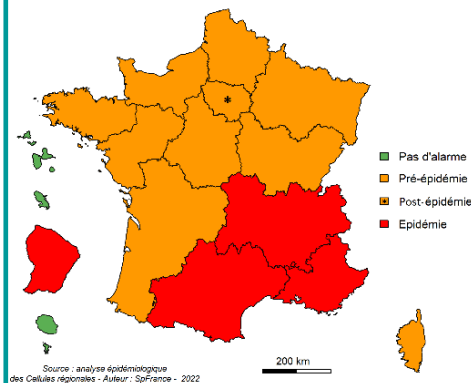 Pas d'alarme
Pré-épidémie
* Post-épidémie
Epidémie
200 km
Source : analyse épidémiologique
des Cellules régionales - Auteur : SpFrance - 2022